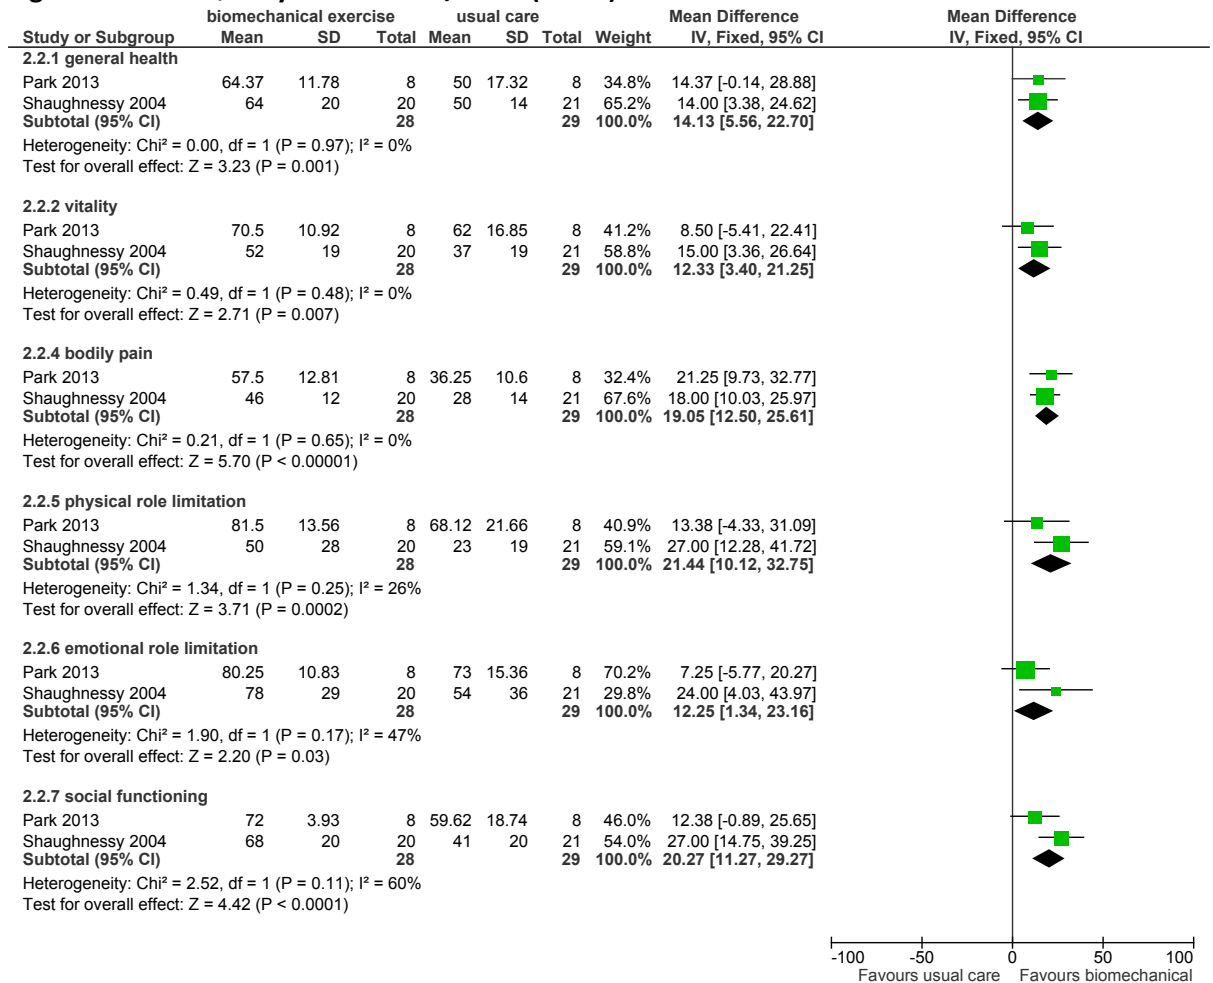 biomechanical exercise usual care Mean Difference Mean Difference
Study or Subgroup Mean SD Total Mean SD Total Weight IV, Fixed, 95% CI IV, Fixed, 95% CI
2.2.1 general health
Park 2013 64.37 11.78 8 50 17.32 8 34.8% 14.37 [-0.14, 28.88]
Shaughnessy 2004 64 20 20 50 14 21 65.2% 14.00 [3.38, 24.62]
Subtotal (95% CI) 28 29 100.0% 14.13 [5.56, 22.70]
Heterogeneity: Chi² = 0.00, df = 1 (P = 0.97); I² = 0%
Test for overall effect: Z = 3.23 (P = 0.001)
2.2.2 vitality
Park 2013 70.5 10.92 8 62 16.85 8 41.2% 8.50 [-5.41, 22.41]
Shaughnessy 2004 52 19 20 37 19 21 58.8% 15.00 [3.36, 26.64]
Subtotal (95% CI) 28 29 100.0% 12.33 [3.40, 21.25]
Heterogeneity: Chi² = 0.49, df = 1 (P = 0.48); I² = 0%
Test for overall effect: Z = 2.71 (P = 0.007)
2.2.4 bodily pain
Park 2013 57.5 12.81 8 36.25 10.6 8 32.4% 21.25 [9.73, 32.77]
Shaughnessy 2004 46 12 20 28 14 21 67.6% 18.00 [10.03, 25.97]
Subtotal (95% CI) 28 29 100.0% 19.05 [12.50, 25.61]
Heterogeneity: Chi² = 0.21, df = 1 (P = 0.65); I² = 0%
Test for overall effect: Z = 5.70 (P < 0.00001)
2.2.5 physical role limitation
Park 2013 81.5 13.56 8 68.12 21.66 8 40.9% 13.38 [-4.33, 31.09]
Shaughnessy 2004 50 28 20 23 19 21 59.1% 27.00 [12.28, 41.72]
Subtotal (95% CI) 28 29 100.0% 21.44 [10.12, 32.75]
Heterogeneity: Chi² = 1.34, df = 1 (P = 0.25); I² = 26%
Test for overall effect: Z = 3.71 (P = 0.0002)
2.2.6 emotional role limitation
Park 2013 80.25 10.83 8 73 15.36 8 70.2% 7.25 [-5.77, 20.27]
Shaughnessy 2004 78 29 20 54 36 21 29.8% 24.00 [4.03, 43.97]
Subtotal (95% CI) 28 29 100.0% 12.25 [1.34, 23.16]
Heterogeneity: Chi² = 1.90, df = 1 (P = 0.17); I² = 47%
Test for overall effect: Z = 2.20 (P = 0.03)
2.2.7 social functioning
Park 2013 72 3.93 8 59.62 18.74 8 46.0% 12.38 [-0.89, 25.65]
Shaughnessy 2004 68 20 20 41 20 21 54.0% 27.00 [14.75, 39.25]
Subtotal (95% CI) 28 29 100.0% 20.27 [11.27, 29.27]
Heterogeneity: Chi² = 2.52, df = 1 (P = 0.11); I² = 60%
Test for overall effect: Z = 4.42 (P < 0.0001)
-100 -50 0 50 100
Favours usual care Favours biomechanical